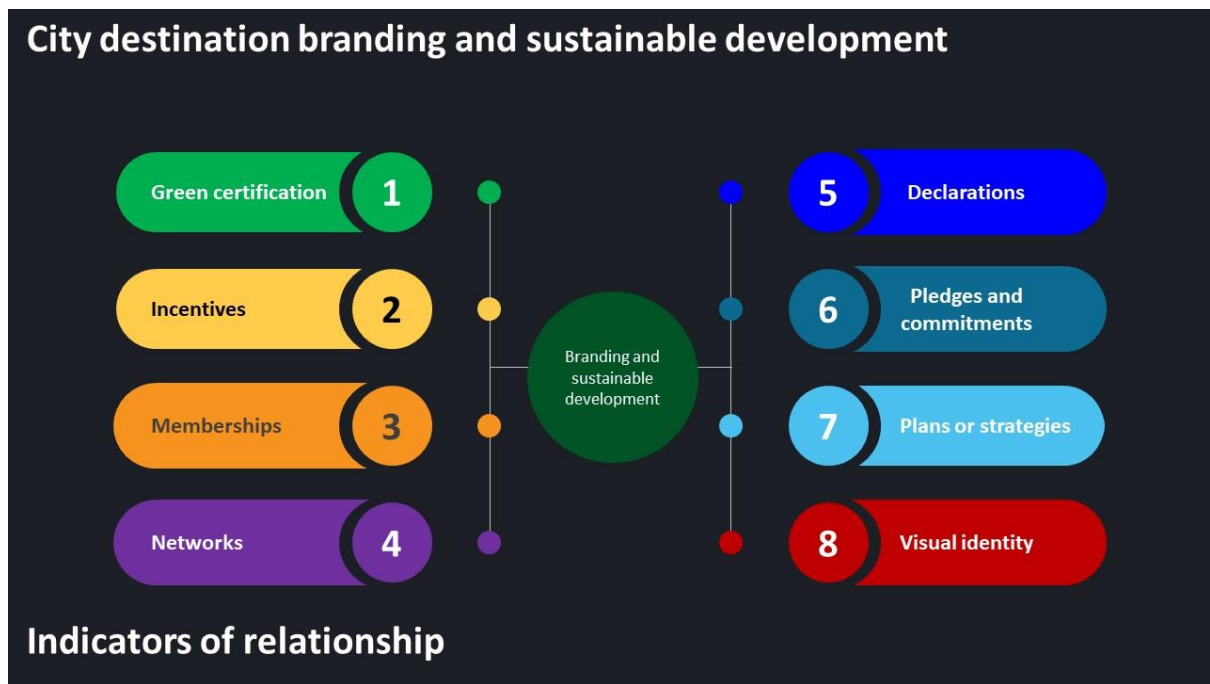 City destination branding and sustainable development
Green certification
1
Incentives
2
Memberships
3
Networks
4
Branding and
sustainable
development
5
Declarations
6
Pledges and
commitments
7
Plans or strategies
8
Visual identity
Indicators of relationship